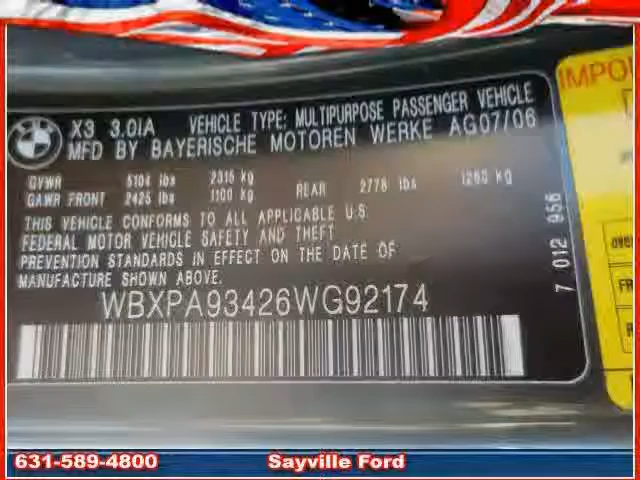 X3 3.0IA VEHICLE TYPE: MULTIPURPOSE PASSENGER VEHICLE
MFD BY BAYERISCHE MOTOREN WERKE AG07/06
GVWR 5104 lbs 2315 kg
GAWR FRONT 2425 lbs 1100 kg REAR 2778 lbs 1260 kg
THIS VEHICLE CONFORMS TO ALL APPLICABLE U.S.
FEDERAL MOTOR VEHICLE SAFETY AND THEFT
PREVENTION STANDARDS IN EFFECT ON THE DATE OF
MANUFACTURE SHOWN ABOVE.
WBXPA93426WG92174
7 012 956
631-589-4800 Sayville Ford